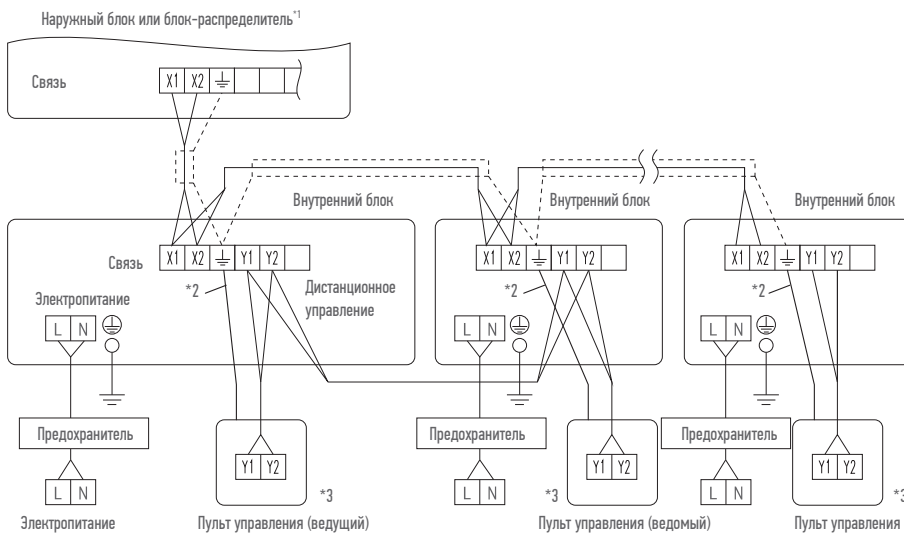 Наружный блок или блок-распределитель*1
Связь
X1 X2
Внутренний блок
Внутренний блок
Внутренний блок
Связь
X1 X2 Y1 Y2
X1 X2 Y1 Y2
X1 X2 Y1 Y2
*2
*2
*2
Дистанционное
управление
Электропитание
L N
L N
L N
Предохранитель
Предохранитель
Предохранитель
Y1 Y2
Y1 Y2
Y1 Y2
L N
L N
L N
*3
*3
*3
Электропитание
Пульт управления (ведущий)
Пульт управления (ведомый)
Пульт управления